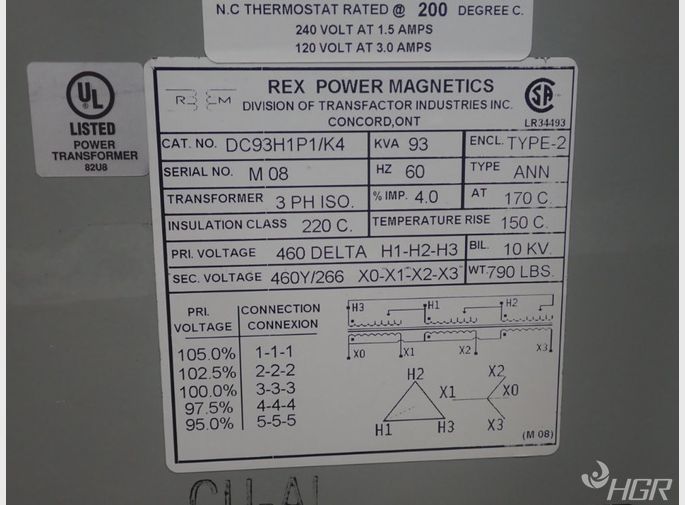 N.C THERMOSTAT RATED @ 200 DEGREE C.
240 VOLT AT 1.5 AMPS
120 VOLT AT 3.0 AMPS
UL
LISTED
POWER
TRANSFORMER
82U8
REM
REX POWER MAGNETICS
DIVISION OF TRANSFACTOR INDUSTRIES INC.
CONCORD,ONT
SA
LR34493
CAT. NO. DC93H1P1/K4 KVA 93 ENCL. TYPE-2
SERIAL NO. M 08 HZ 60 TYPE ANN
TRANSFORMER 3 PH ISO. % IMP. 4.0 AT 170 C.
INSULATION CLASS 220 C. TEMPERATURE RISE 150 C.
PRI. VOLTAGE 460 DELTA H1-H2-H3 BIL. 10 KV.
SEC. VOLTAGE 460Y/266 X0-X1-X2-X3 WT. 790 LBS.
PRI. VOLTAGE CONNECTION CONNEXION
105.0% 1-1-1
102.5% 2-2-2
100.0% 3-3-3
97.5% 4-4-4
95.0% 5-5-5
H3 H1 H2
X0 X1 X2 X3
H2
H1 H3
X2
X1 X0
X3
(M 08)
CU-AL
HGR